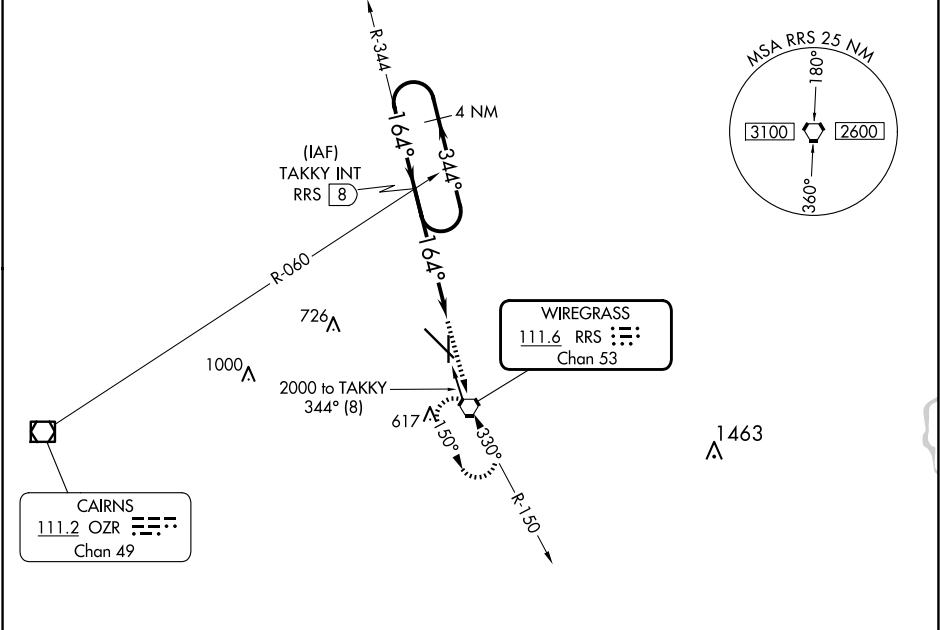 R-344
MSA RRS 25 NM
180°
3100
2600
360°
4 NM
164°
344°
(IAF)
TAKKY INT
RRS 8
164°
R-060
726
1000
WIREGRASS
111.6 RRS
Chan 53
2000 to TAKKY
344° (8)
617
150°
330°
1463
R-150
CAIRNS
111.2 OZR
Chan 49